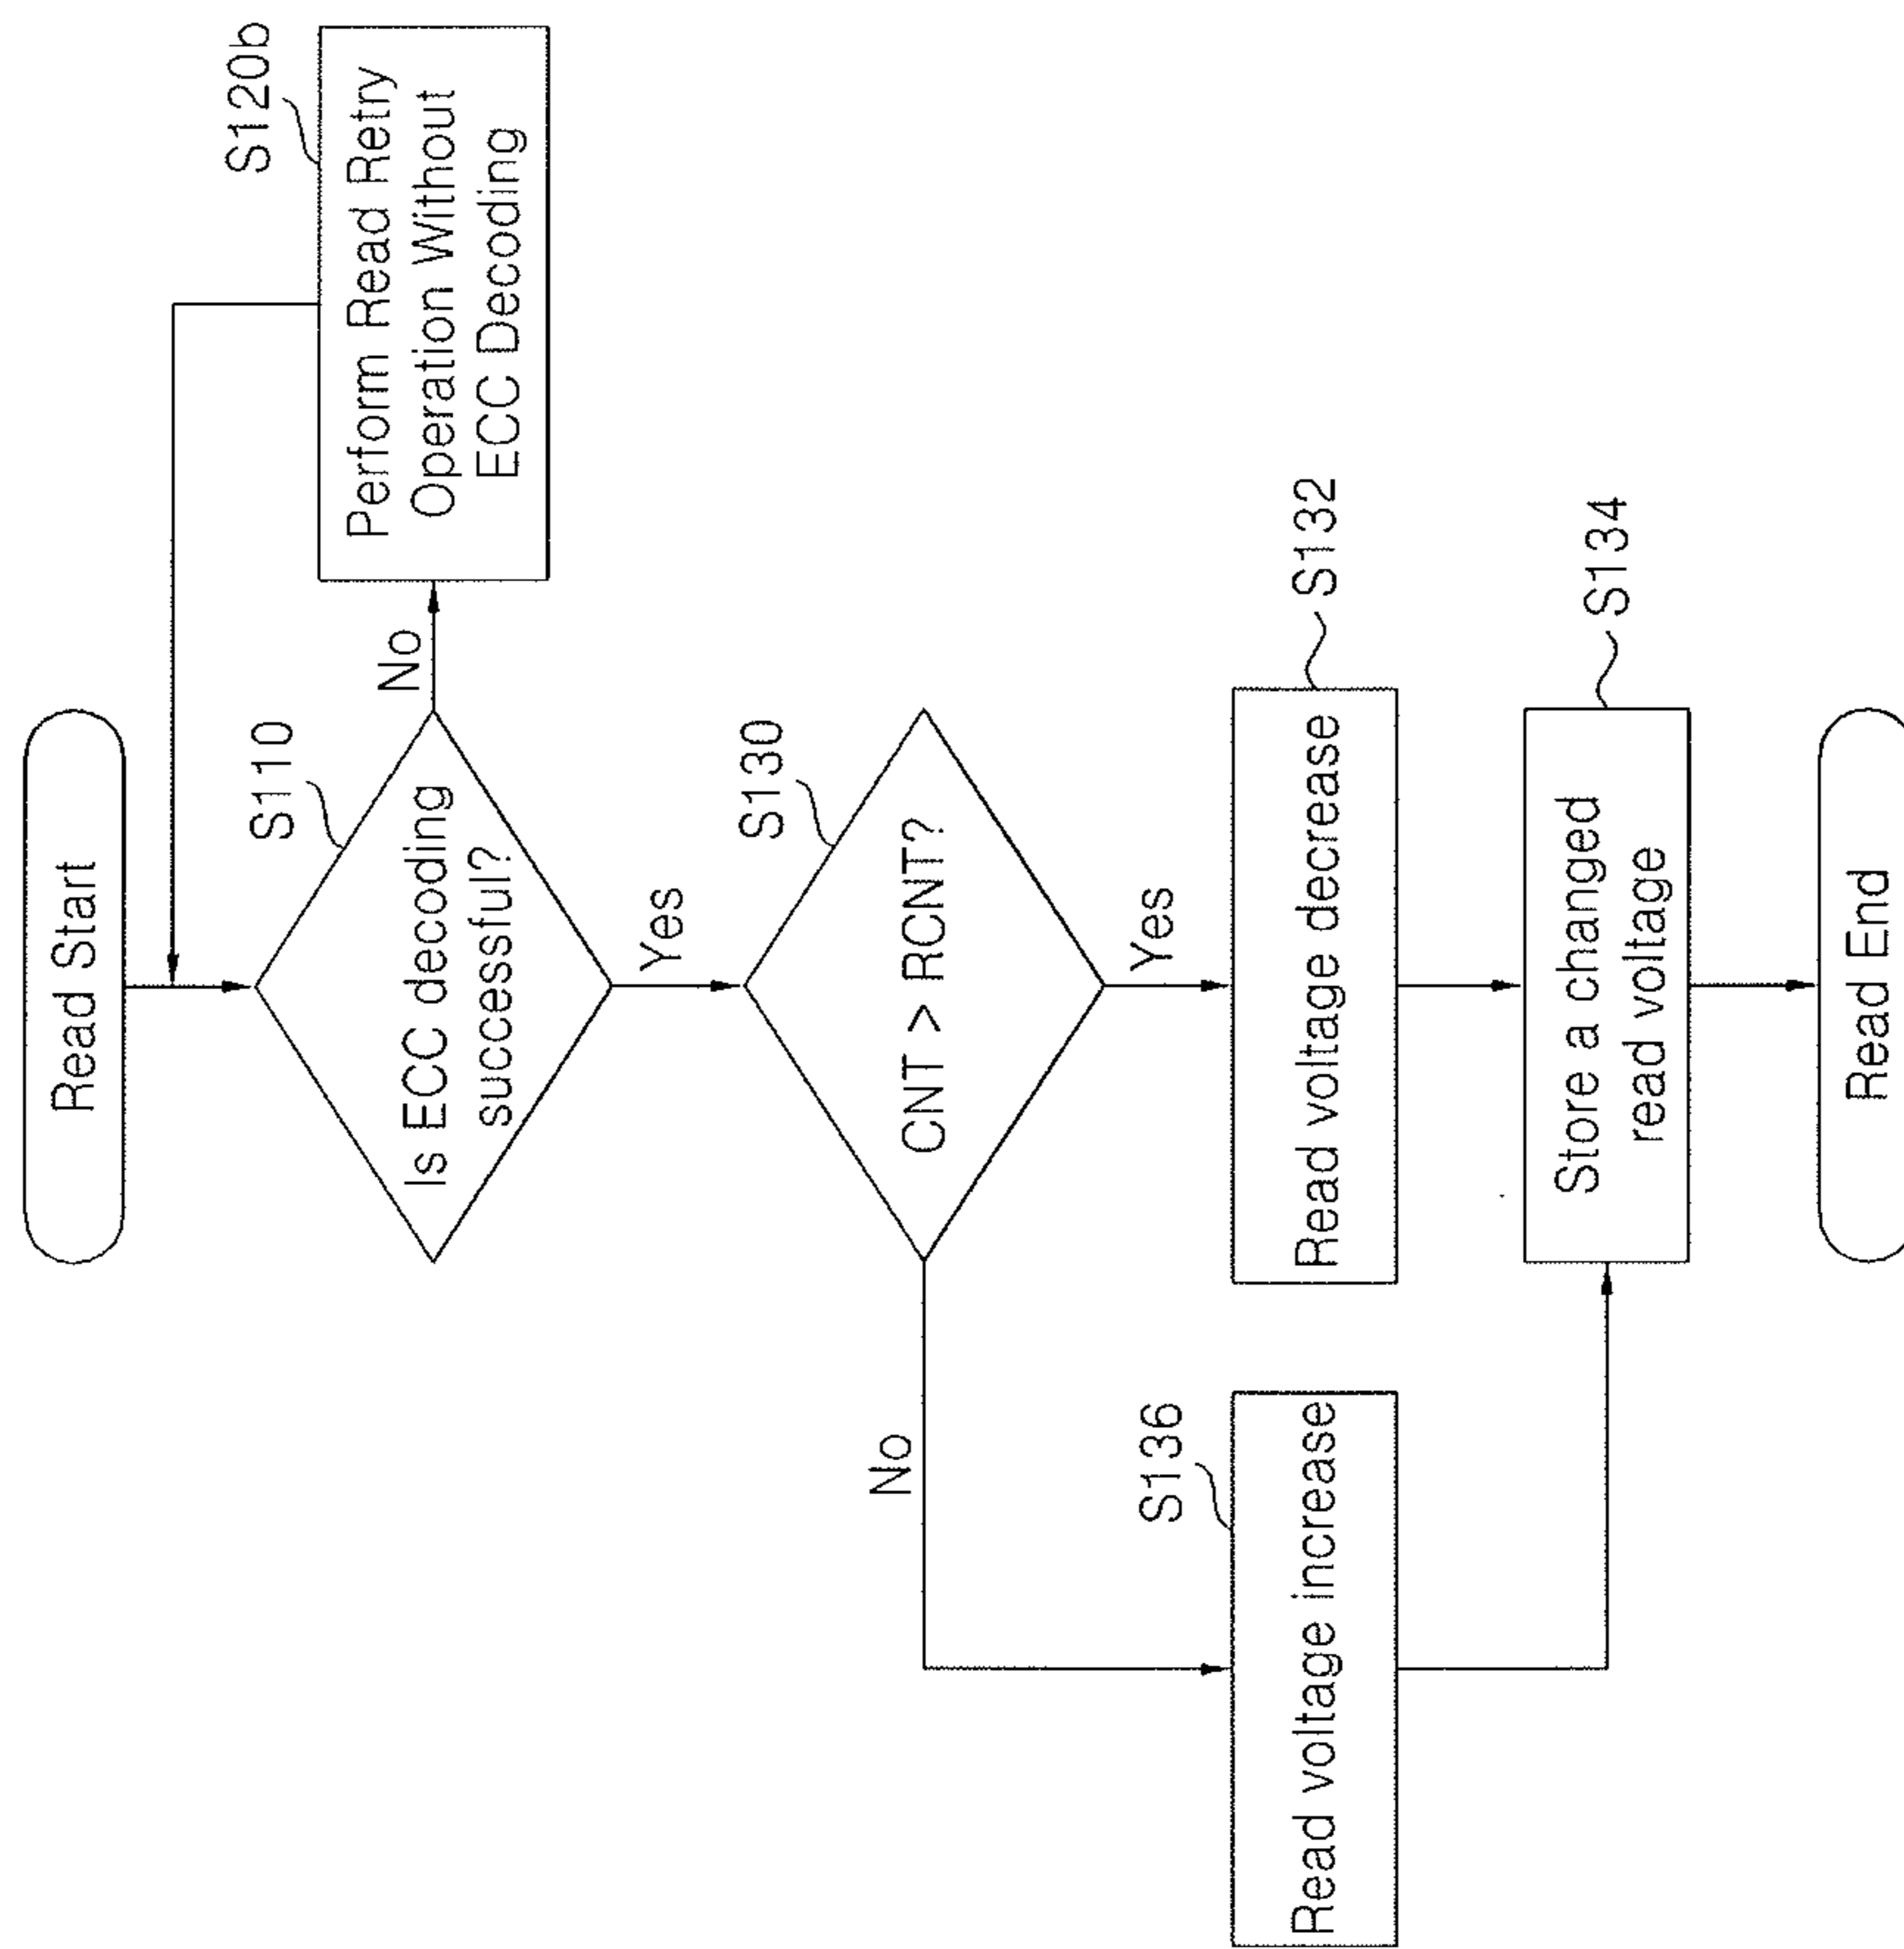 Read Start
S110
Is ECC decoding
successful?
No
S120b
Perform Read Retry
Operation Without
ECC Decoding
Yes
S130
CNT > RCNT?
No
Yes
S136
Read voltage increase
Read voltage decrease
S132
Store a changed
read voltage
S134
Read End